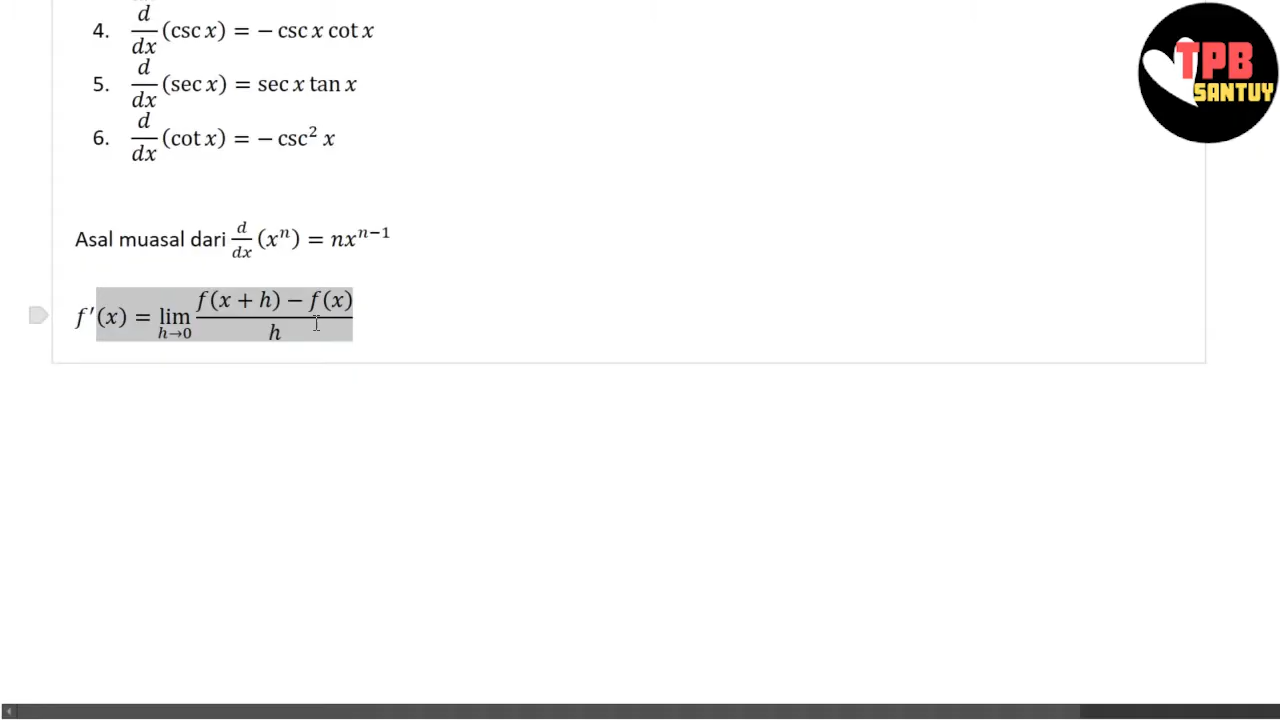 4. d/dx (csc x) = − csc x cot x
5. d/dx (sec x) = sec x tan x
6. d/dx (cot x) = − csc² x
Asal muasal dari d/dx (xⁿ) = nxⁿ⁻¹
f′(x) = lim h→0 f(x + h) − f(x) / h
TPB
SANTUY